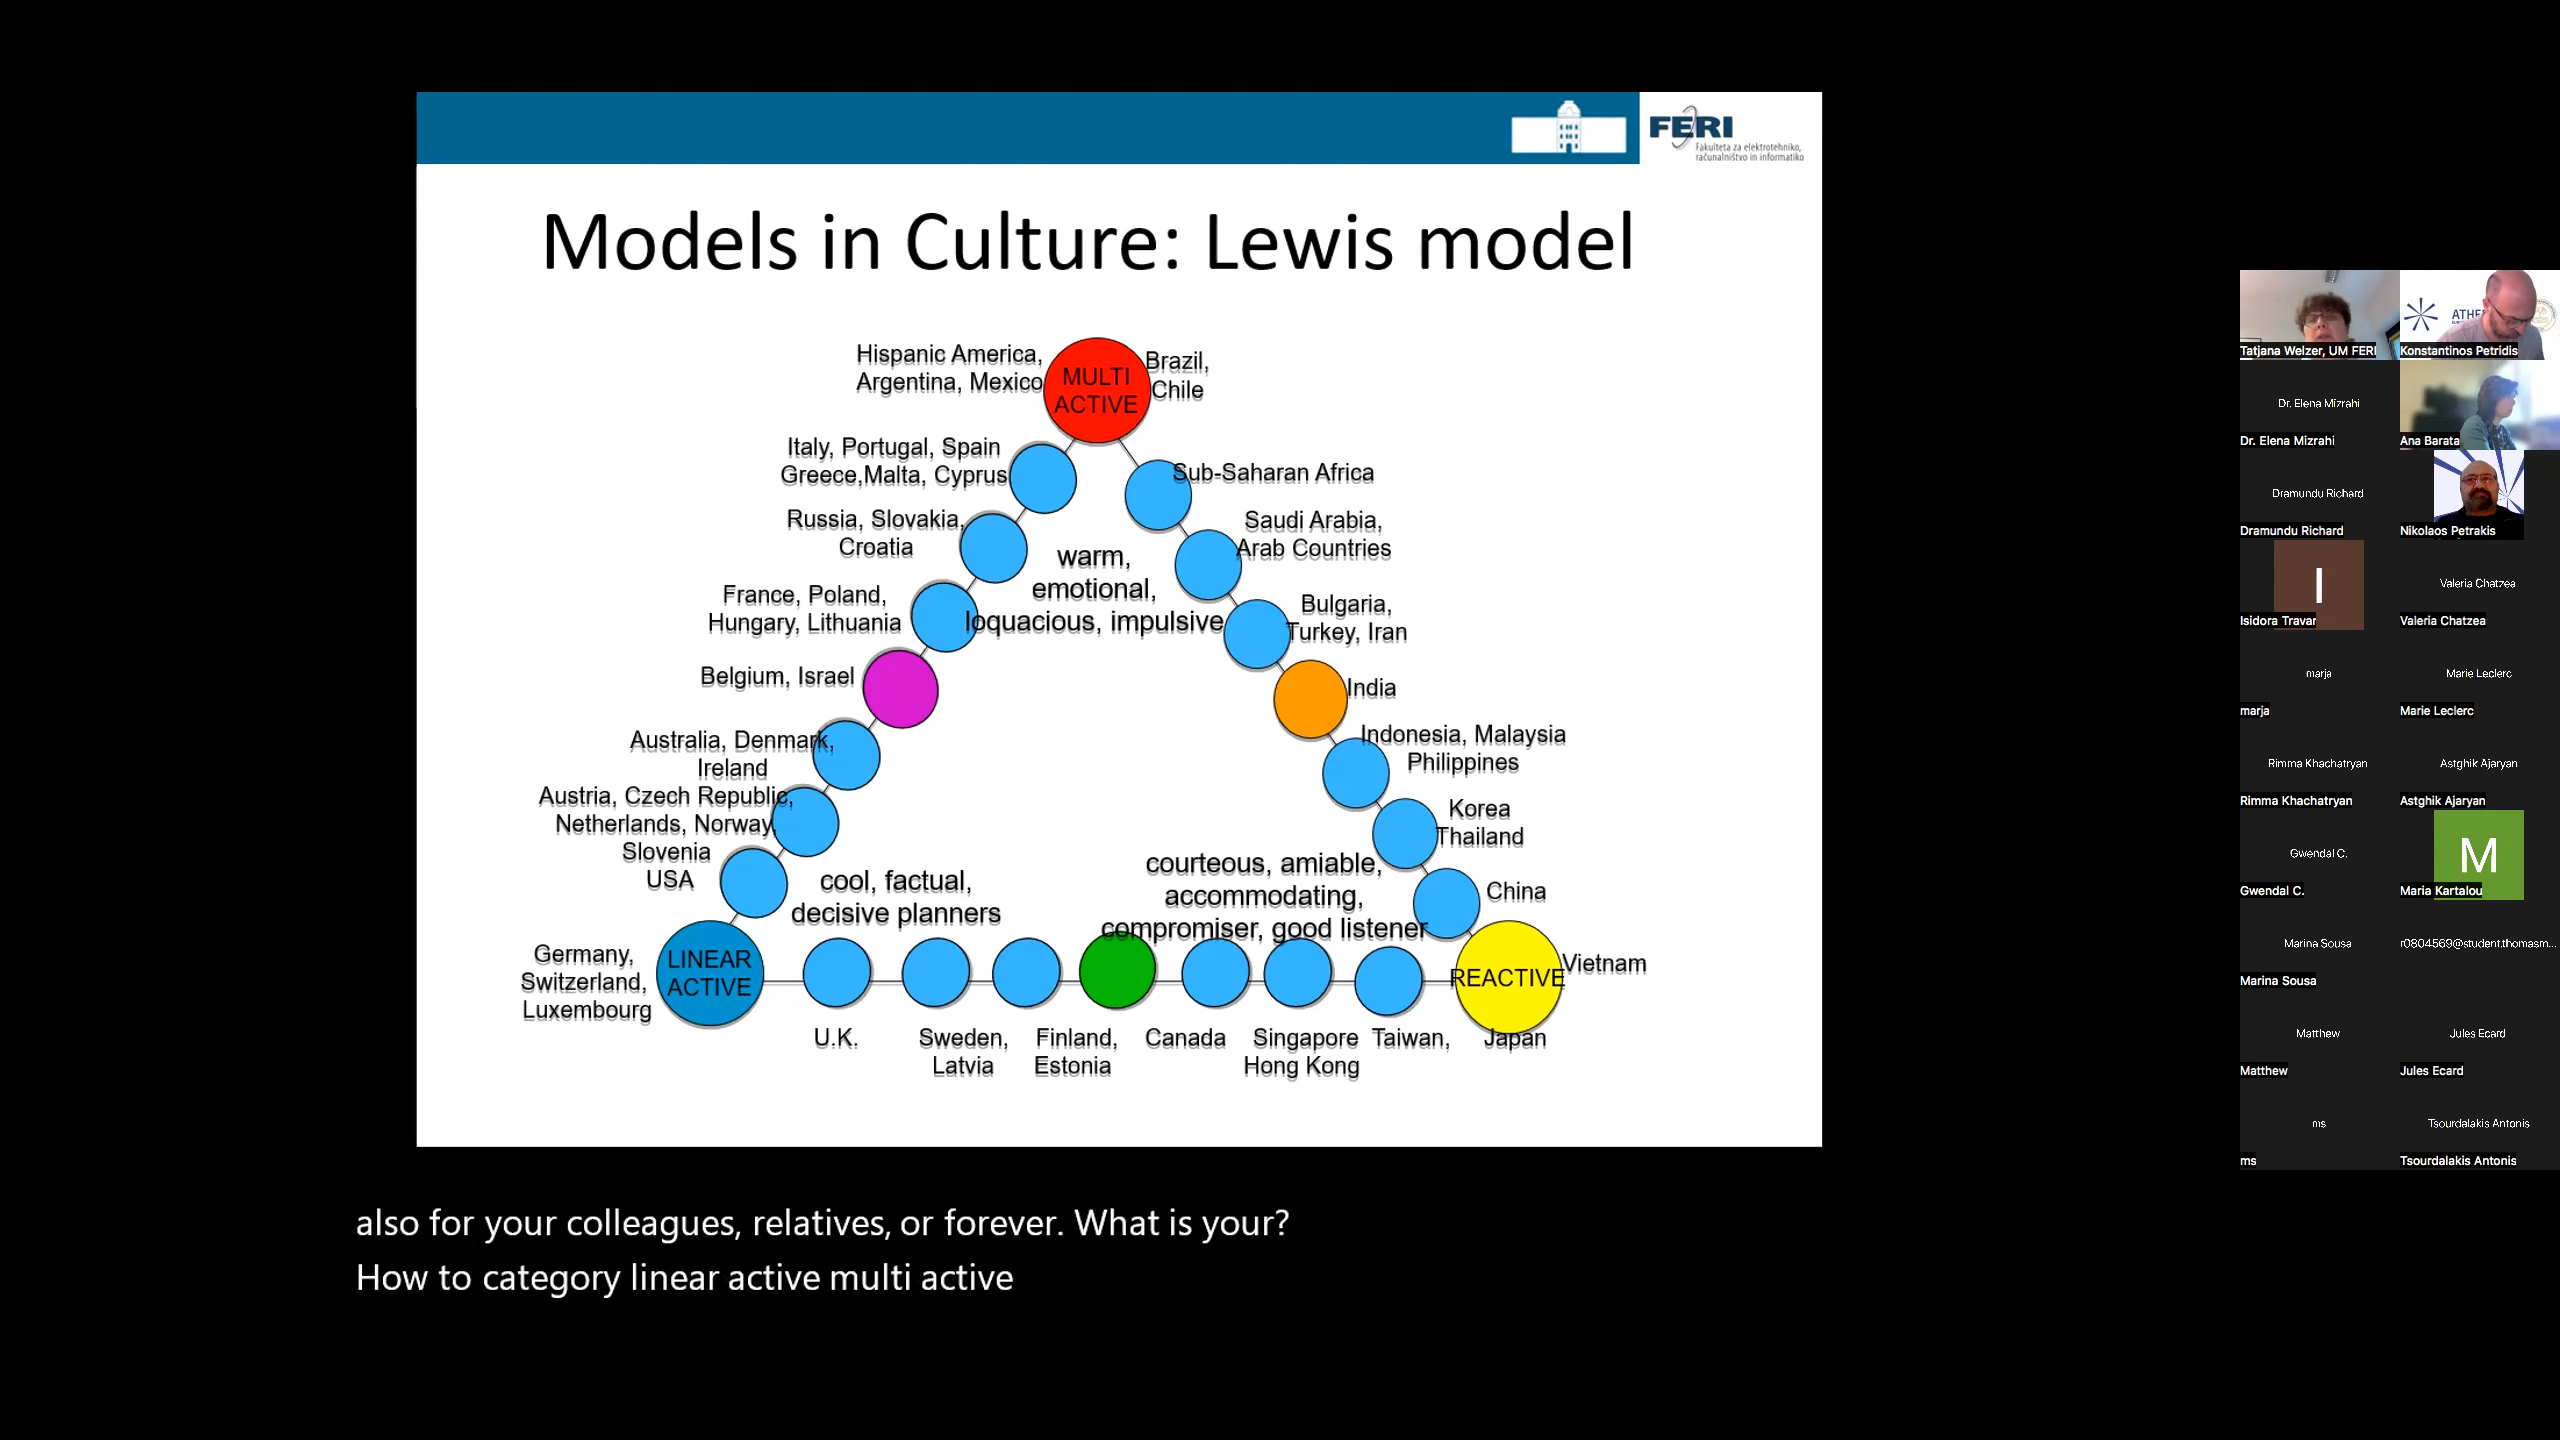 FERI
Fakulteta za elektrotehniko,
računalništvo in informatiko
Models in Culture: Lewis model
Hispanic America,
Argentina, Mexico
MULTI
ACTIVE
Brazil,
Chile
Italy, Portugal, Spain
Greece,Malta, Cyprus
Sub-Saharan Africa
Russia, Slovakia,
Croatia
Saudi Arabia,
Arab Countries
warm,
emotional,
loquacious, impulsive
France, Poland,
Hungary, Lithuania
Bulgaria,
Turkey, Iran
Belgium, Israel
India
Australia, Denmark,
Ireland
Indonesia, Malaysia
Philippines
Austria, Czech Republic,
Netherlands, Norway,
Slovenia
USA
Korea
Thailand
cool, factual,
decisive planners
courteous, amiable,
accommodating,
compromiser, good listener
China
Germany,
Switzerland,
Luxembourg
LINEAR
ACTIVE
REACTIVE
Vietnam
U.K.
Sweden,
Latvia
Finland,
Estonia
Canada
Singapore
Hong Kong
Taiwan,
Japan
also for your colleagues, relatives, or forever. What is your?
How to category linear active multi active
Tatjana Welzer, UM FERI
ATHE
Konstantinos Petridis
Dr. Elena Mizrahi
Dr. Elena Mizrahi
Ana Barata
Dramundu Richard
Dramundu Richard
Nikolaos Petrakis
I
Isidora Travar
Valeria Chatzea
Valeria Chatzea
marja
marja
Marie Leclerc
Marie Leclerc
Rimma Khachatryan
Rimma Khachatryan
Astghik Ajaryan
Astghik Ajaryan
Gwendal C.
Gwendal C.
M
Maria Kartalou
Marina Sousa
Marina Sousa
r0804569@student.thomasm...
Matthew
Matthew
Jules Ecard
Jules Ecard
ms
ms
Tsourdalakis Antonis
Tsourdalakis Antonis